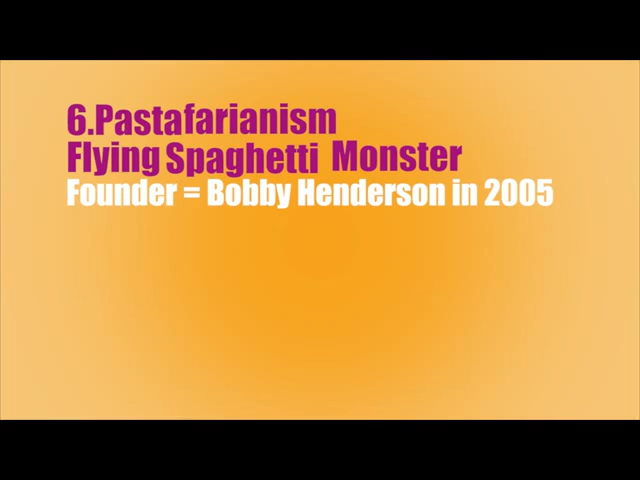 6.Pastafarianism
Flying Spaghetti Monster
Founder = Bobby Henderson in 2005